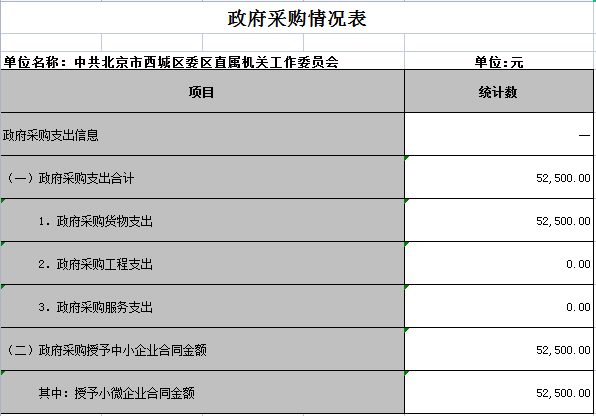 政府采购情况表
单位名称：中共北京市西城区委区直属机关工作委员会 单位:元
项目 统计数
政府采购支出信息 —
（一）政府采购支出合计 52,500.00
1．政府采购货物支出 52,500.00
2．政府采购工程支出 0.00
3．政府采购服务支出 0.00
（二）政府采购授予中小企业合同金额 52,500.00
其中：授予小微企业合同金额 52,500.00